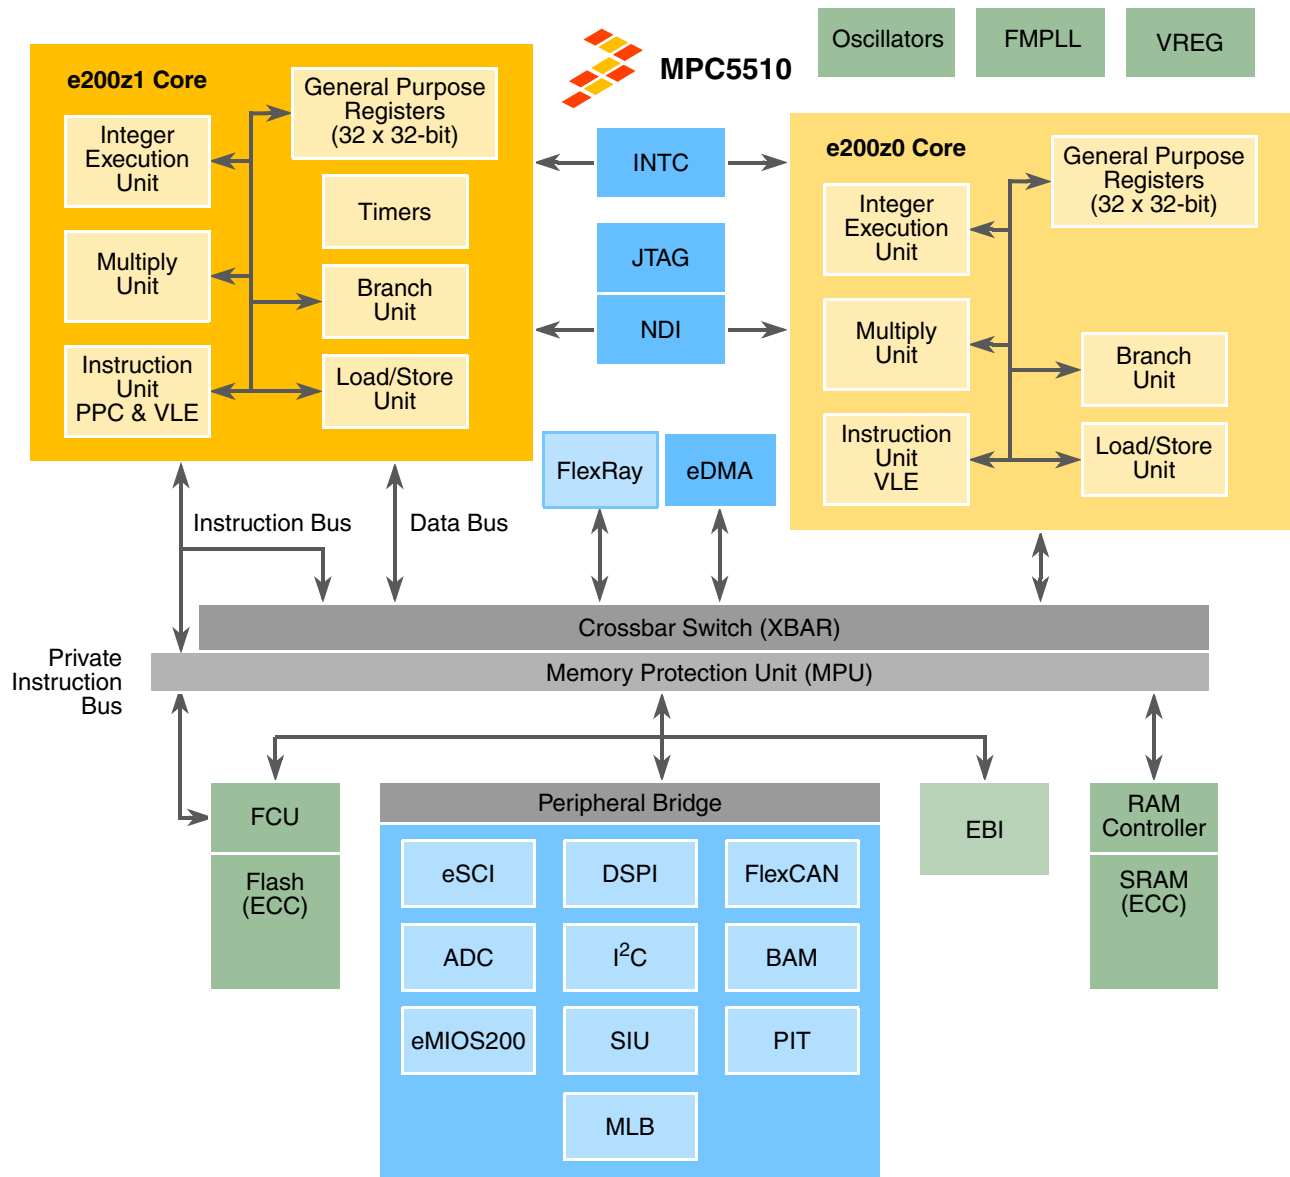 MPC5510
Oscillators
FMPLL
VREG
e200z1 Core
General Purpose
Registers
(32 x 32-bit)
Integer
Execution
Unit
Timers
Multiply
Unit
Branch
Unit
Instruction
Unit
PPC & VLE
Load/Store
Unit
INTC
JTAG
NDI
e200z0 Core
General Purpose
Registers
(32 x 32-bit)
Integer
Execution
Unit
Multiply
Unit
Branch
Unit
Instruction
Unit
VLE
Load/Store
Unit
FlexRay
eDMA
Instruction Bus
Data Bus
Crossbar Switch (XBAR)
Memory Protection Unit (MPU)
Private
Instruction
Bus
FCU
Flash
(ECC)
Peripheral Bridge
eSCI
DSPI
FlexCAN
ADC
I²C
BAM
eMIOS200
SIU
PIT
MLB
EBI
RAM
Controller
SRAM
(ECC)